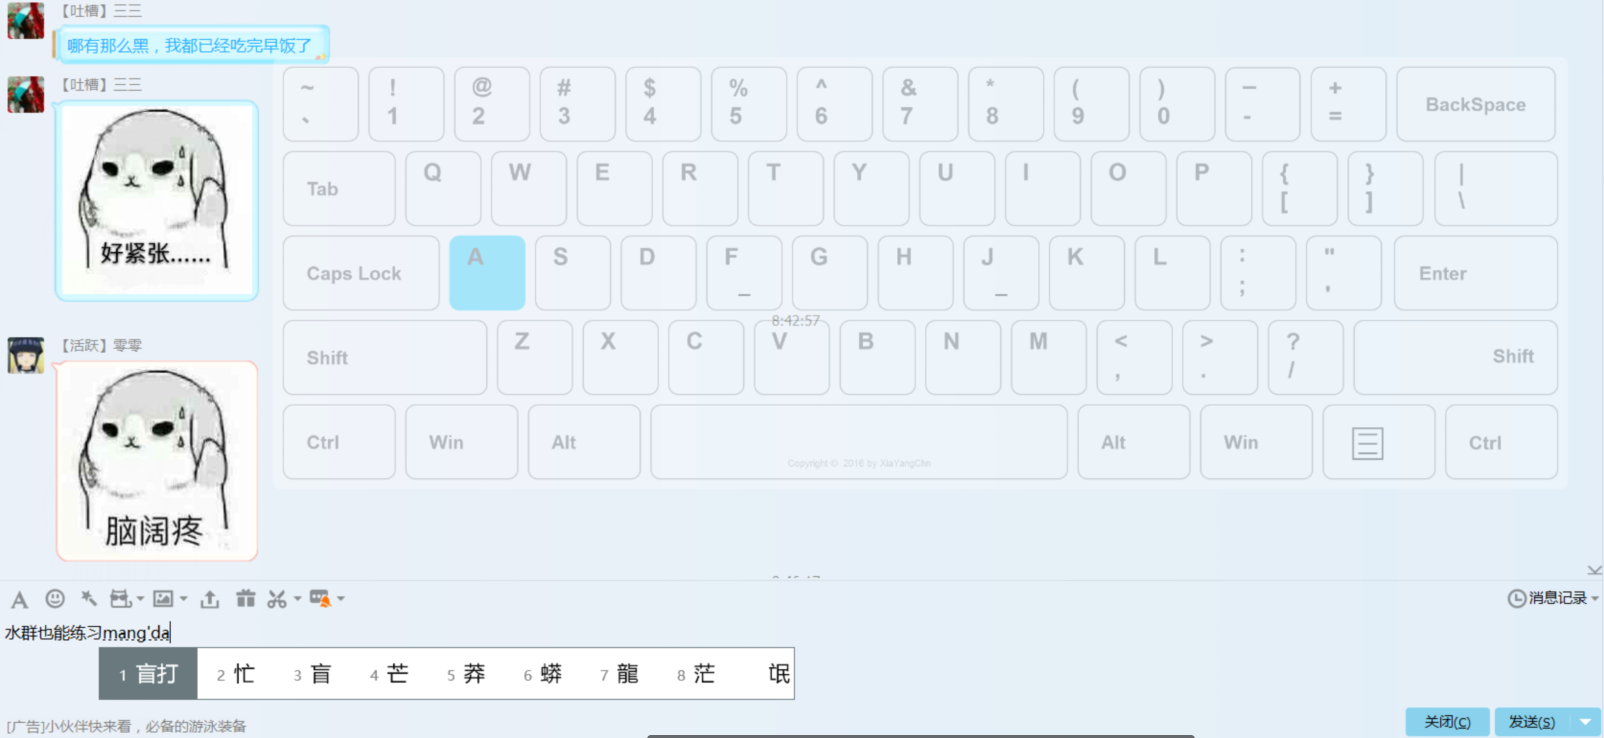 【吐槽】三三
哪有那么黑，我都已经吃完早饭了
【吐槽】三三
好紧张......
【活跃】零零
脑阔疼
~ ! @ # $ % ^ & * ( ) — +
、 1 2 3 4 5 6 7 8 9 0 - = BackSpace
Tab Q W E R T Y U I O P { [ } ] | \
Caps Lock A S D F _ G H J _ K L : ; " ' Enter
8:42:57
Shift Z X C V B N M < , > . ? / Shift
Ctrl Win Alt Alt Win Ctrl
Copyright © 2016 by XiaYangChn
消息记录
水群也能练习mang'da
1 盲打 2 忙 3 盲 4 芒 5 莽 6 蟒 7 龍 8 茫 氓
[广告]小伙伴快来看，必备的游泳装备
关闭(C) 发送(S)